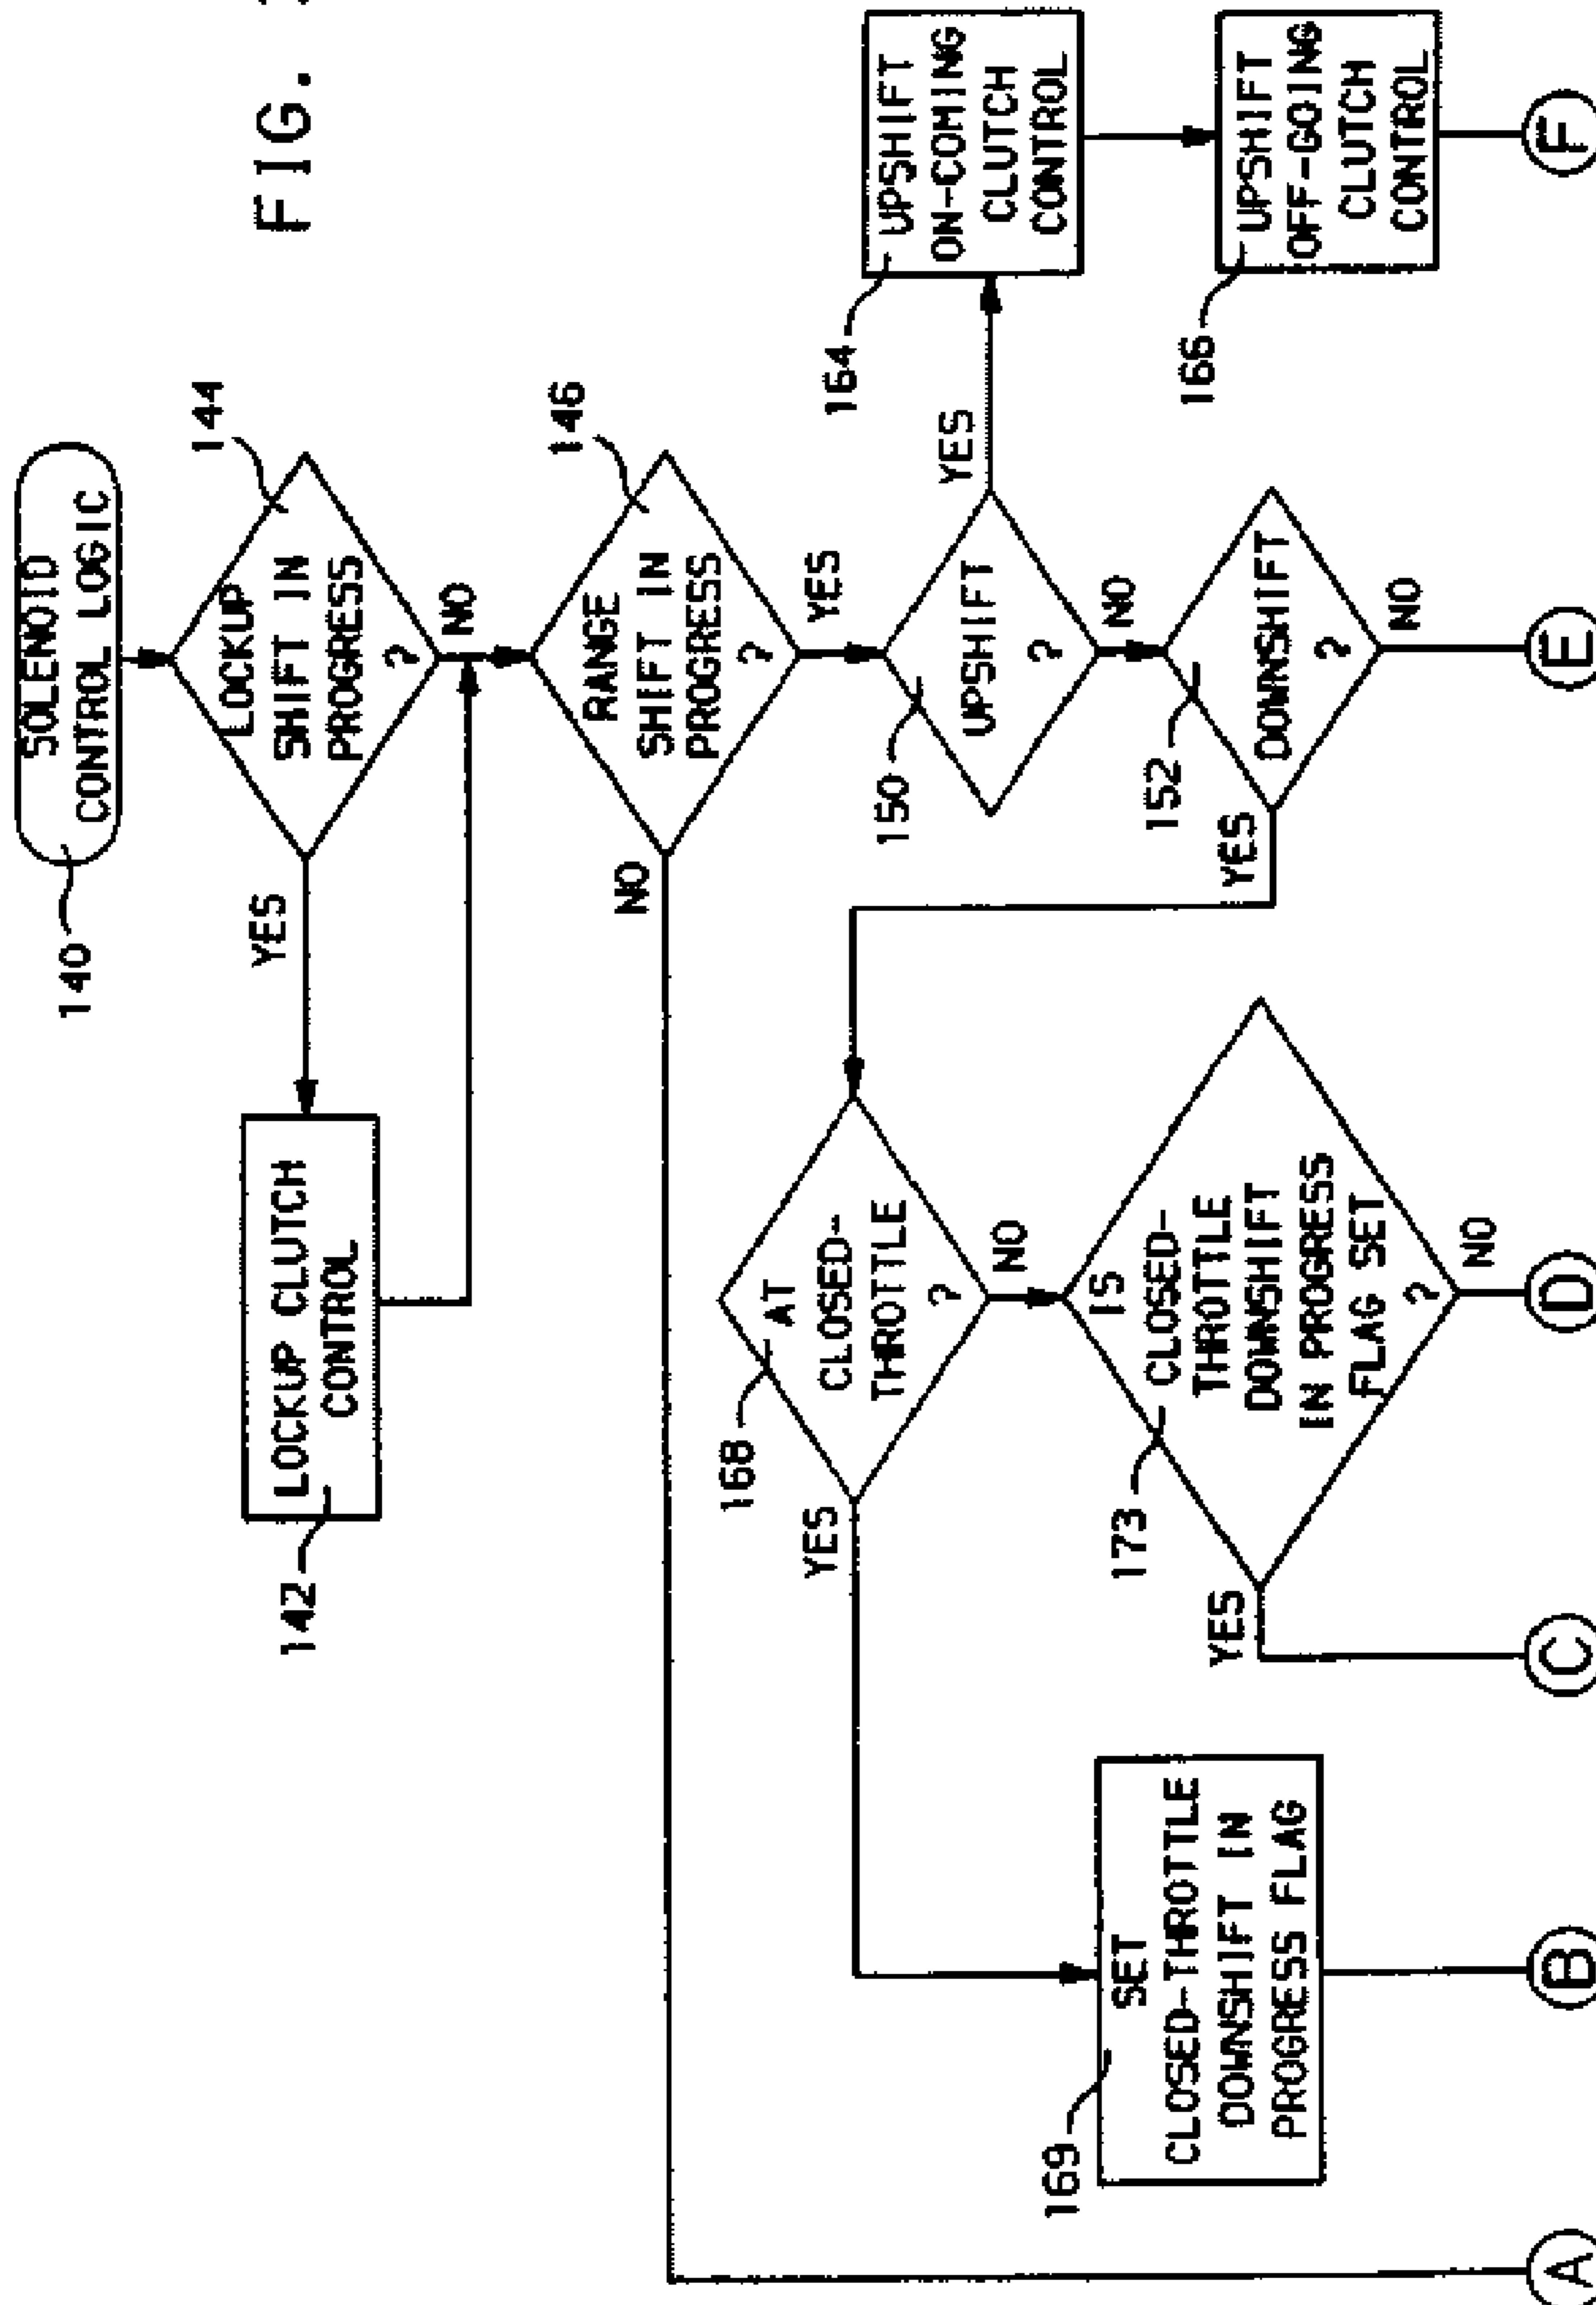 FIG.
SOLENOID
CONTROL LOGIC
140
LOCKUP
SHIFT IN
PROGRESS
?
144
YES
NO
LOCKUP CLUTCH
CONTROL
142
RANGE
SHIFT IN
PROGRESS
?
146
NO
YES
UPSHIFT
?
150
YES
NO
UPSHIFT
ON-COMING
CLUTCH
CONTROL
164
UPSHIFT
OFF-GOING
CLUTCH
CONTROL
166
DOWNSHIFT
?
152
YES
NO
AT
CLOSED-
THROTTLE
?
168
YES
NO
IS
CLOSED-
THROTTLE
DOWNSHIFT
IN PROGRESS
FLAG SET
?
173
YES
NO
SET
CLOSED-THROTTLE
DOWNSHIFT IN
PROGRESS FLAG
169
A
B
C
D
E
F